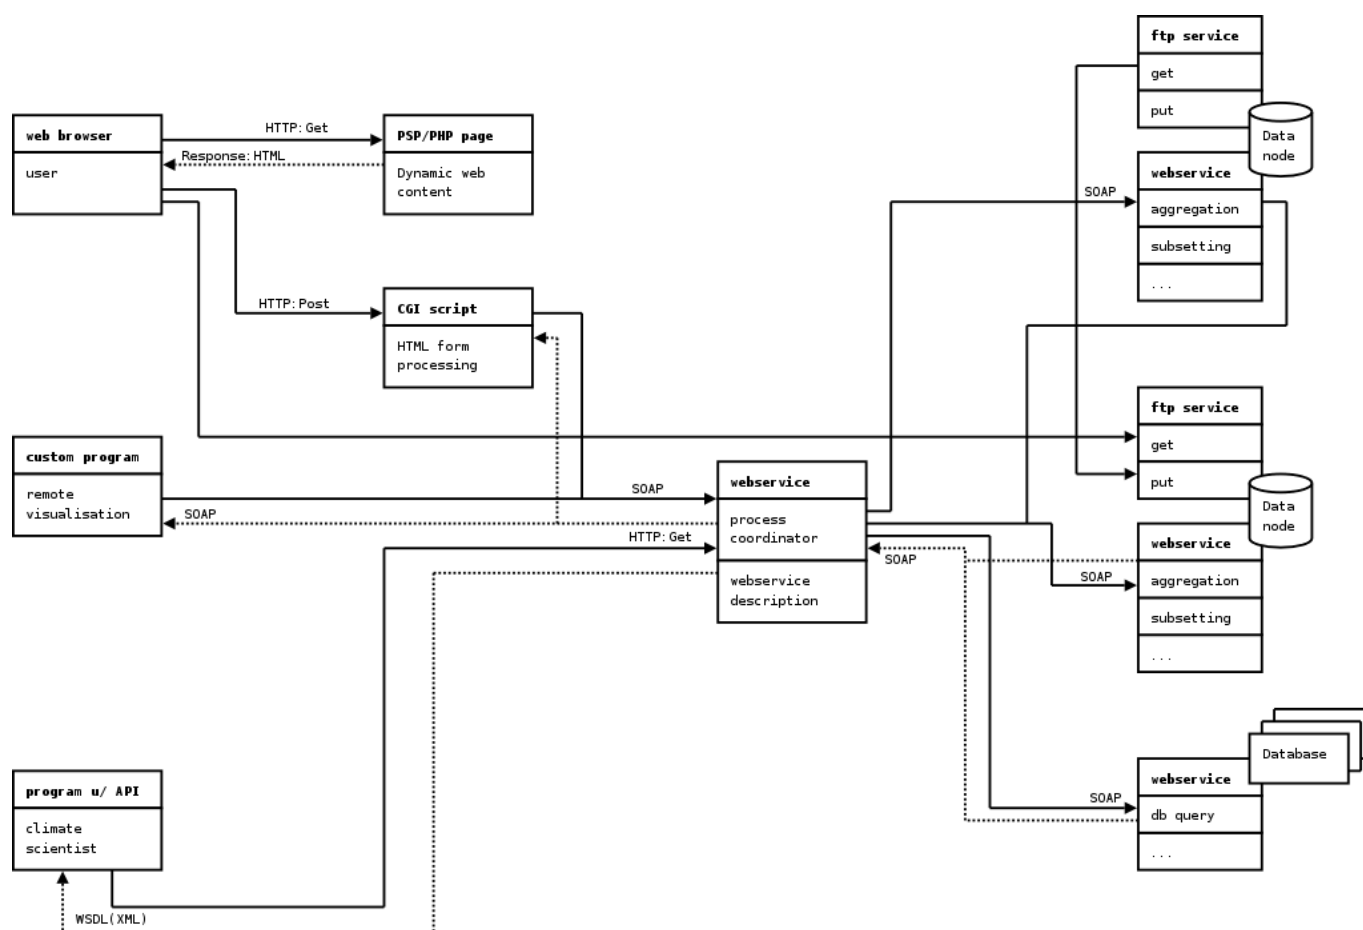 ftp service
get
put
Data
node
web browser
user
HTTP: Get
Response: HTML
PSP/PHP page
Dynamic web
content
webservice
SOAP
aggregation
subsetting
...
HTTP: Post
CGI script
HTML form
processing
ftp service
get
put
Data
node
custom program
remote
visualisation
SOAP
SOAP
HTTP: Get
webservice
process
coordinator
webservice
description
SOAP
webservice
SOAP
aggregation
subsetting
...
Database
webservice
SOAP
db query
...
program u/ API
climate
scientist
WSDL(XML)